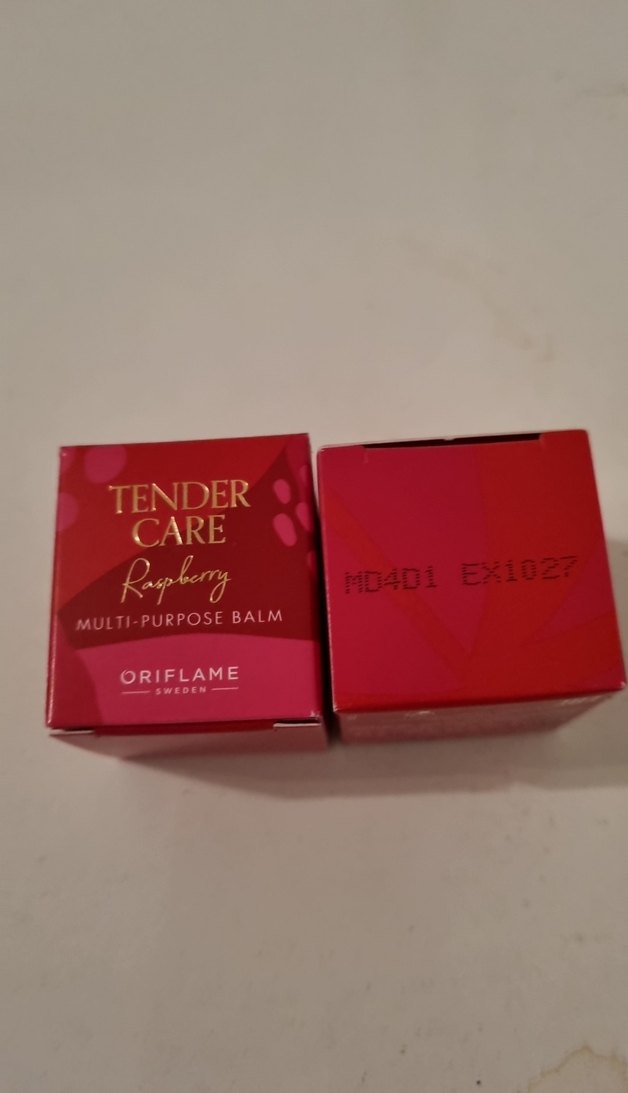 TENDER
CARE
Raspberry
MULTI-PURPOSE BALM
ORIFLAME
SWEDEN
MD4D1 EX1027